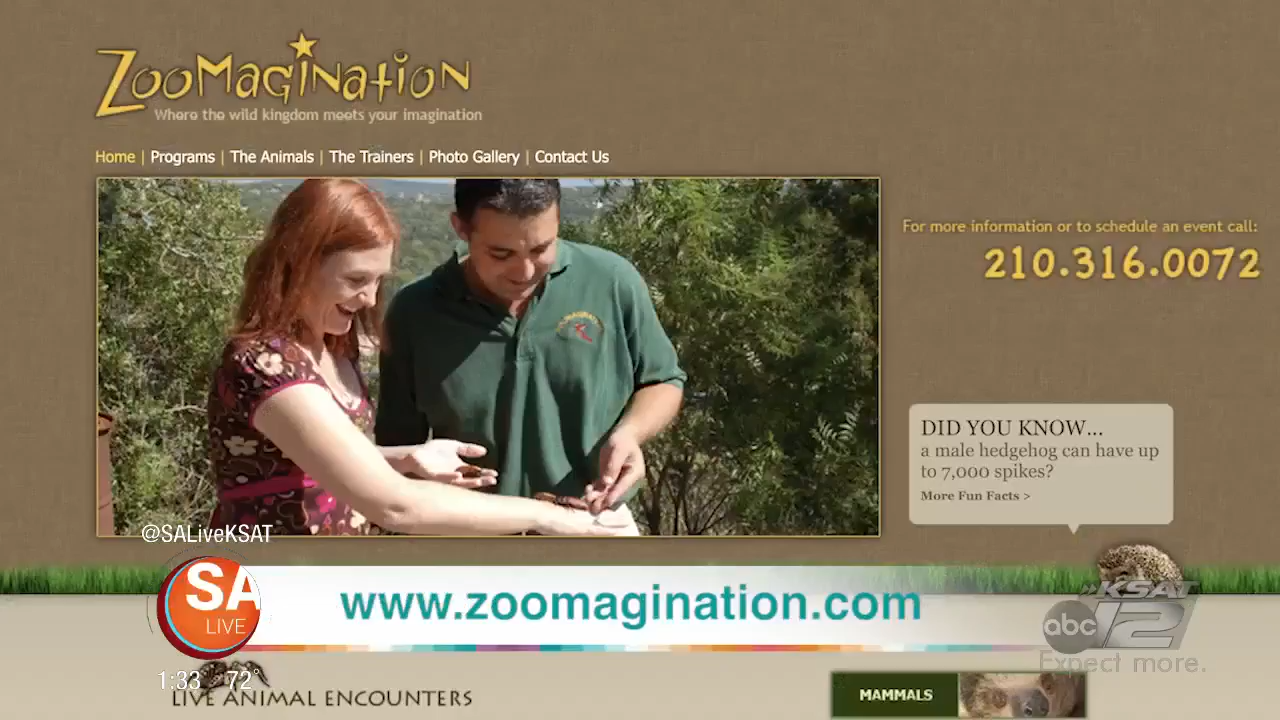 ZooMagination
Where the wild kingdom meets your imagination
Home | Programs | The Animals | The Trainers | Photo Gallery | Contact Us
For more information or to schedule an event call:
210.316.0072
DID YOU KNOW...
a male hedgehog can have up
to 7,000 spikes?
More Fun Facts >
@SALiveKSAT
SA
LIVE
www.zoomagination.com
KSAT
abc 12
Expect more.
1:33 72°
LIVE ANIMAL ENCOUNTERS
MAMMALS